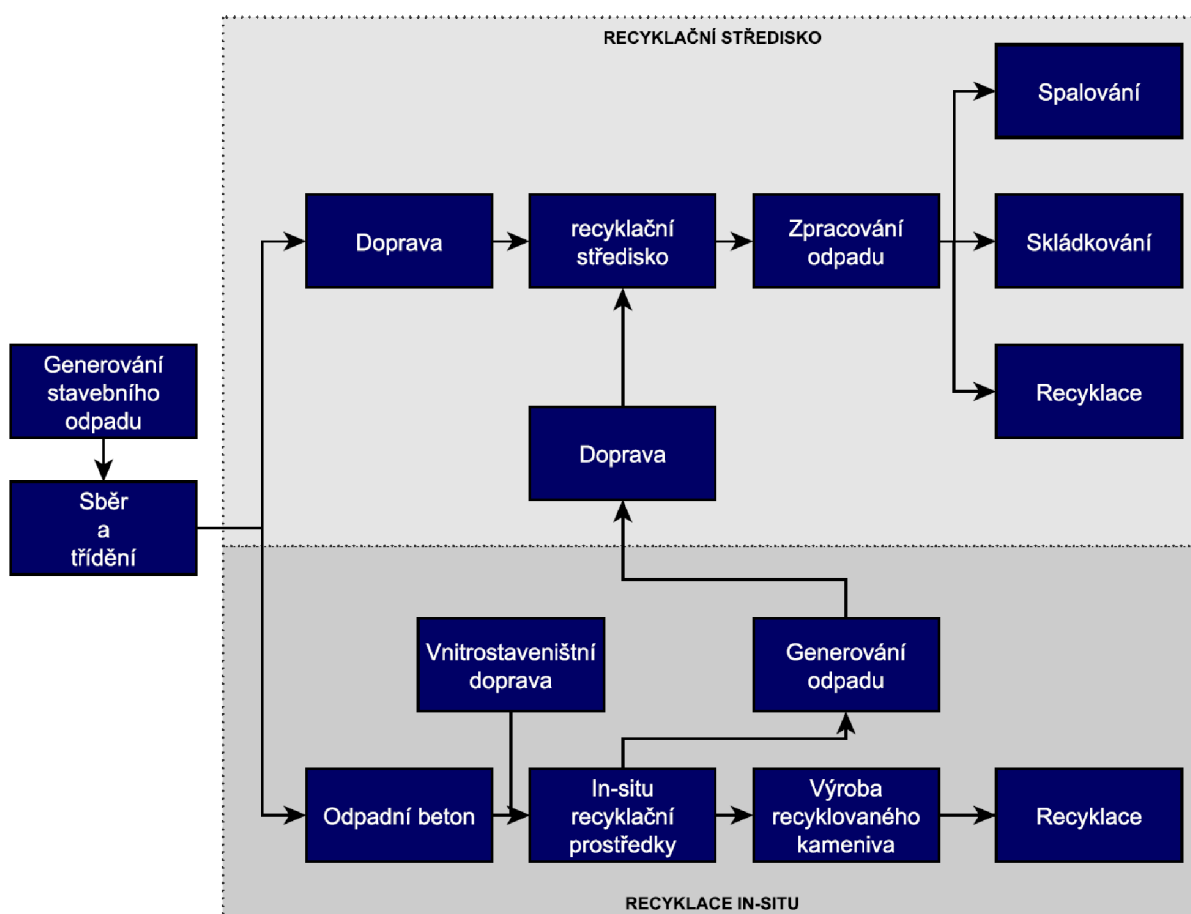 RECYKLAČNÍ STŘEDISKO
Spalování
Doprava
recyklační
středisko
Zpracování
odpadu
Skládkování
Generování
stavebního
odpadu
Recyklace
Doprava
Sběr
a
třídění
Vnitrostaveništní
doprava
Generování
odpadu
Odpadní beton
In-situ
recyklační
prostředky
Výroba
recyklovaného
kameniva
Recyklace
RECYKLACE IN-SITU